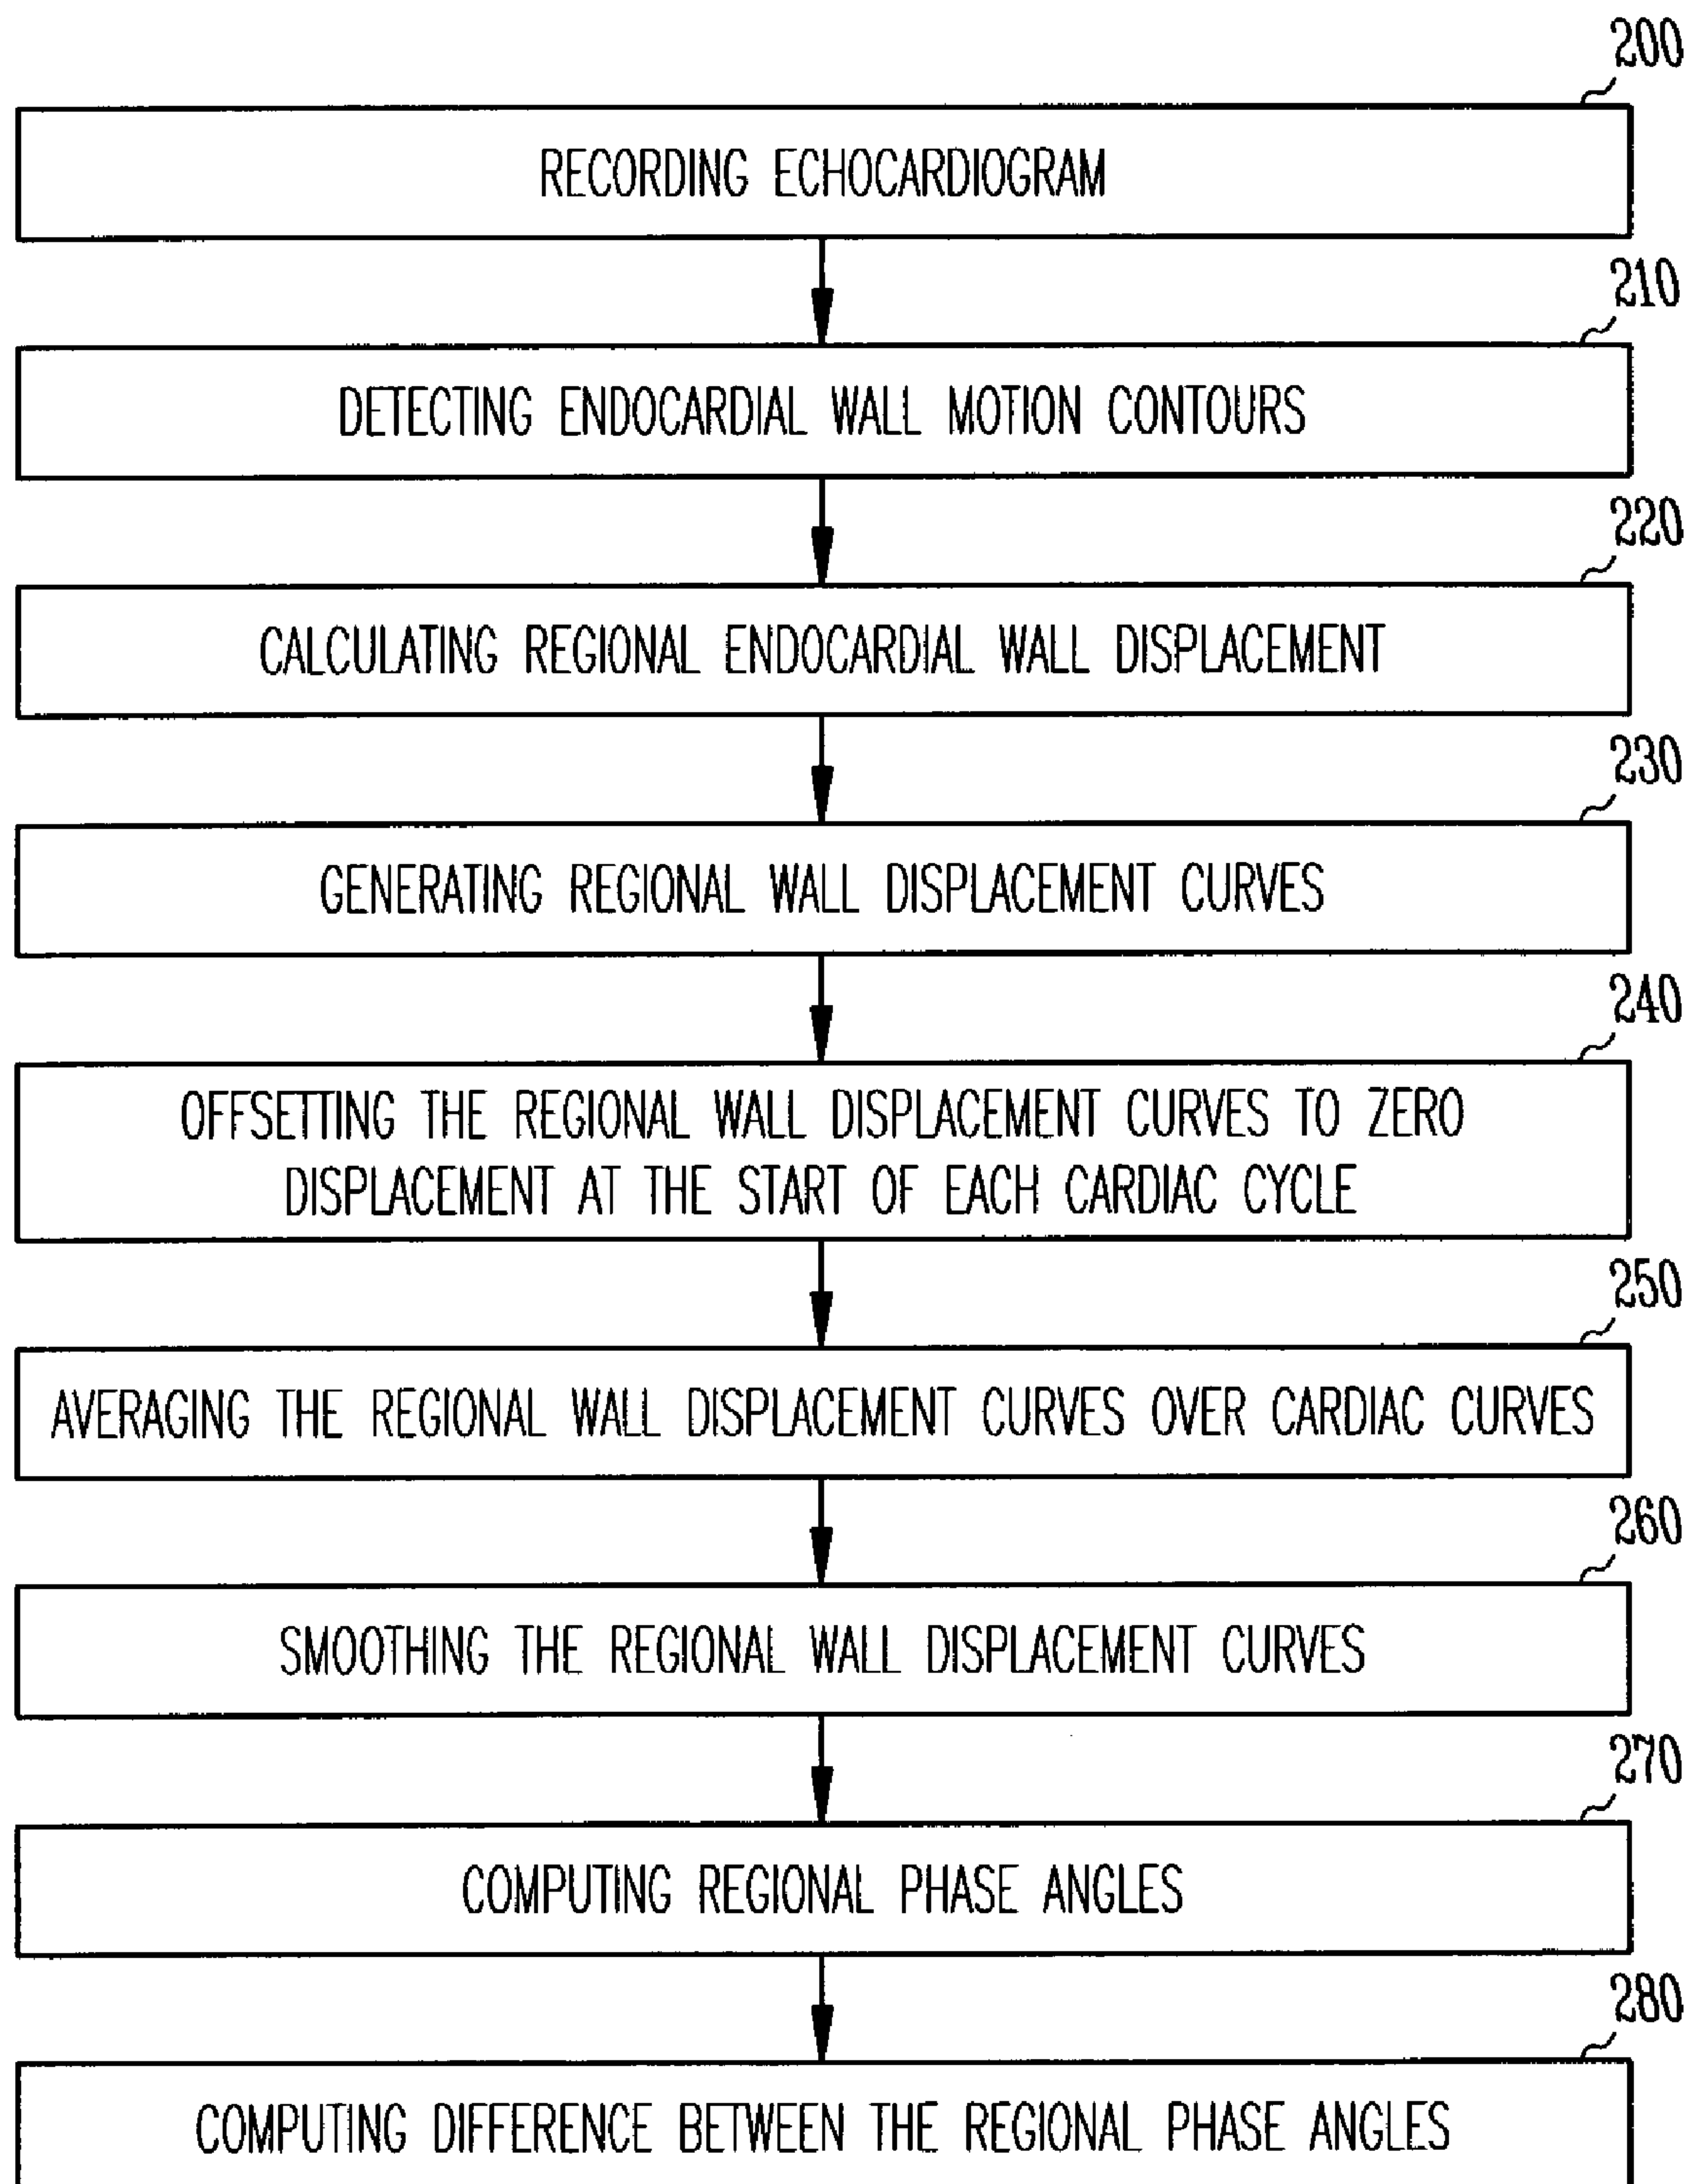 200
RECORDING ECHOCARDIOGRAM
210
DETECTING ENDOCARDIAL WALL MOTION CONTOURS
220
CALCULATING REGIONAL ENDOCARDIAL WALL DISPLACEMENT
230
GENERATING REGIONAL WALL DISPLACEMENT CURVES
240
OFFSETTING THE REGIONAL WALL DISPLACEMENT CURVES TO ZERO
DISPLACEMENT AT THE START OF EACH CARDIAC CYCLE
250
AVERAGING THE REGIONAL WALL DISPLACEMENT CURVES OVER CARDIAC CURVES
260
SMOOTHING THE REGIONAL WALL DISPLACEMENT CURVES
270
COMPUTING REGIONAL PHASE ANGLES
280
COMPUTING DIFFERENCE BETWEEN THE REGIONAL PHASE ANGLES